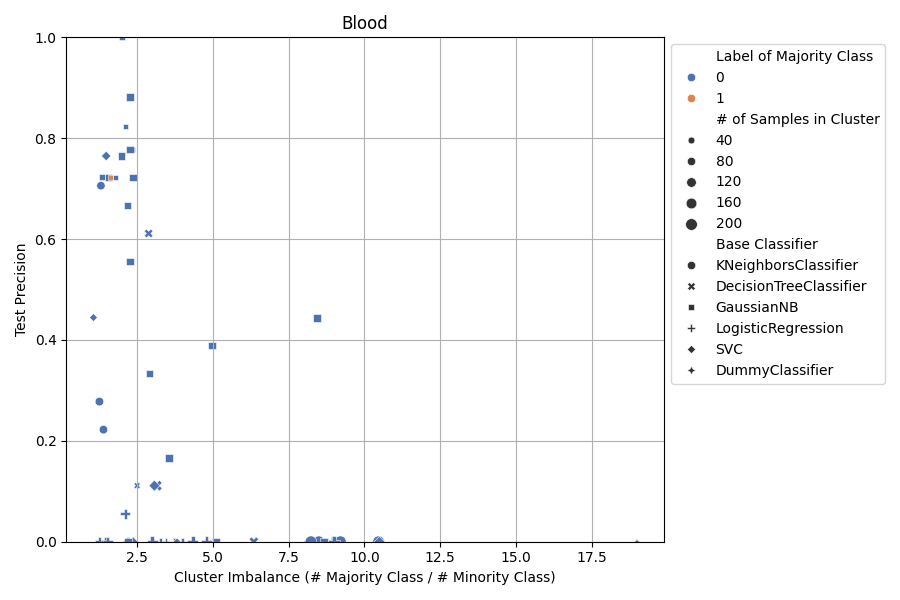 Blood
1.0
0.8
0.6
0.4
0.2
0.0
Test Precision
2.5 5.0 7.5 10.0 12.5 15.0 17.5
Cluster Imbalance (# Majority Class / # Minority Class)
Label of Majority Class
0
1
# of Samples in Cluster
40
80
120
160
200
Base Classifier
KNeighborsClassifier
DecisionTreeClassifier
GaussianNB
LogisticRegression
SVC
DummyClassifier